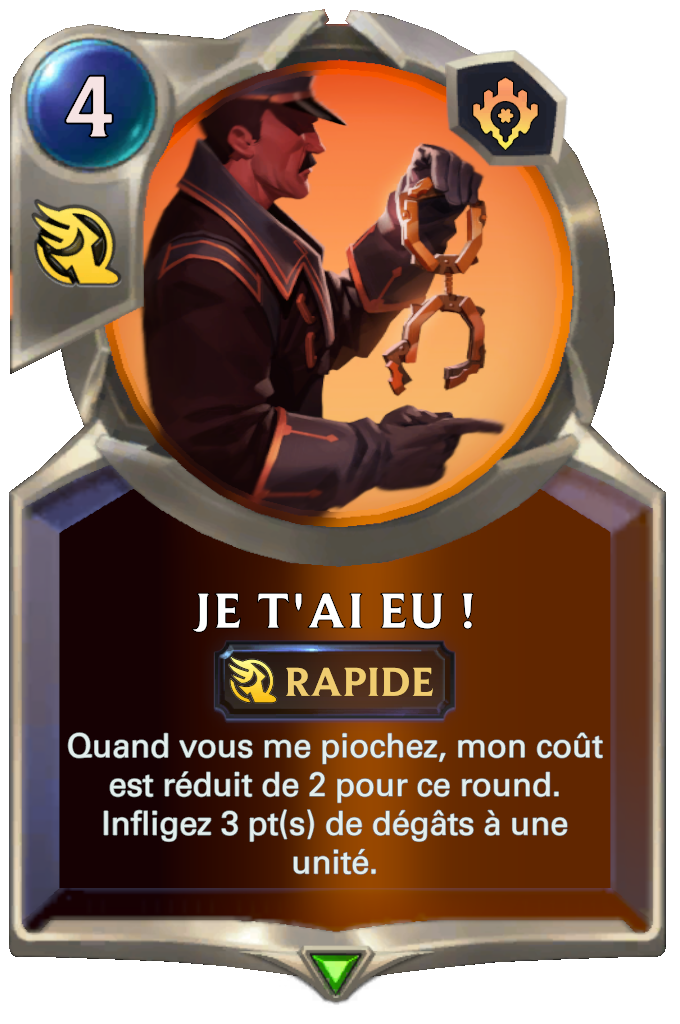 4
JE T'AI EU !
RAPIDE
Quand vous me piochez, mon coût
est réduit de 2 pour ce round.
Infligez 3 pt(s) de dégâts à une
unité.